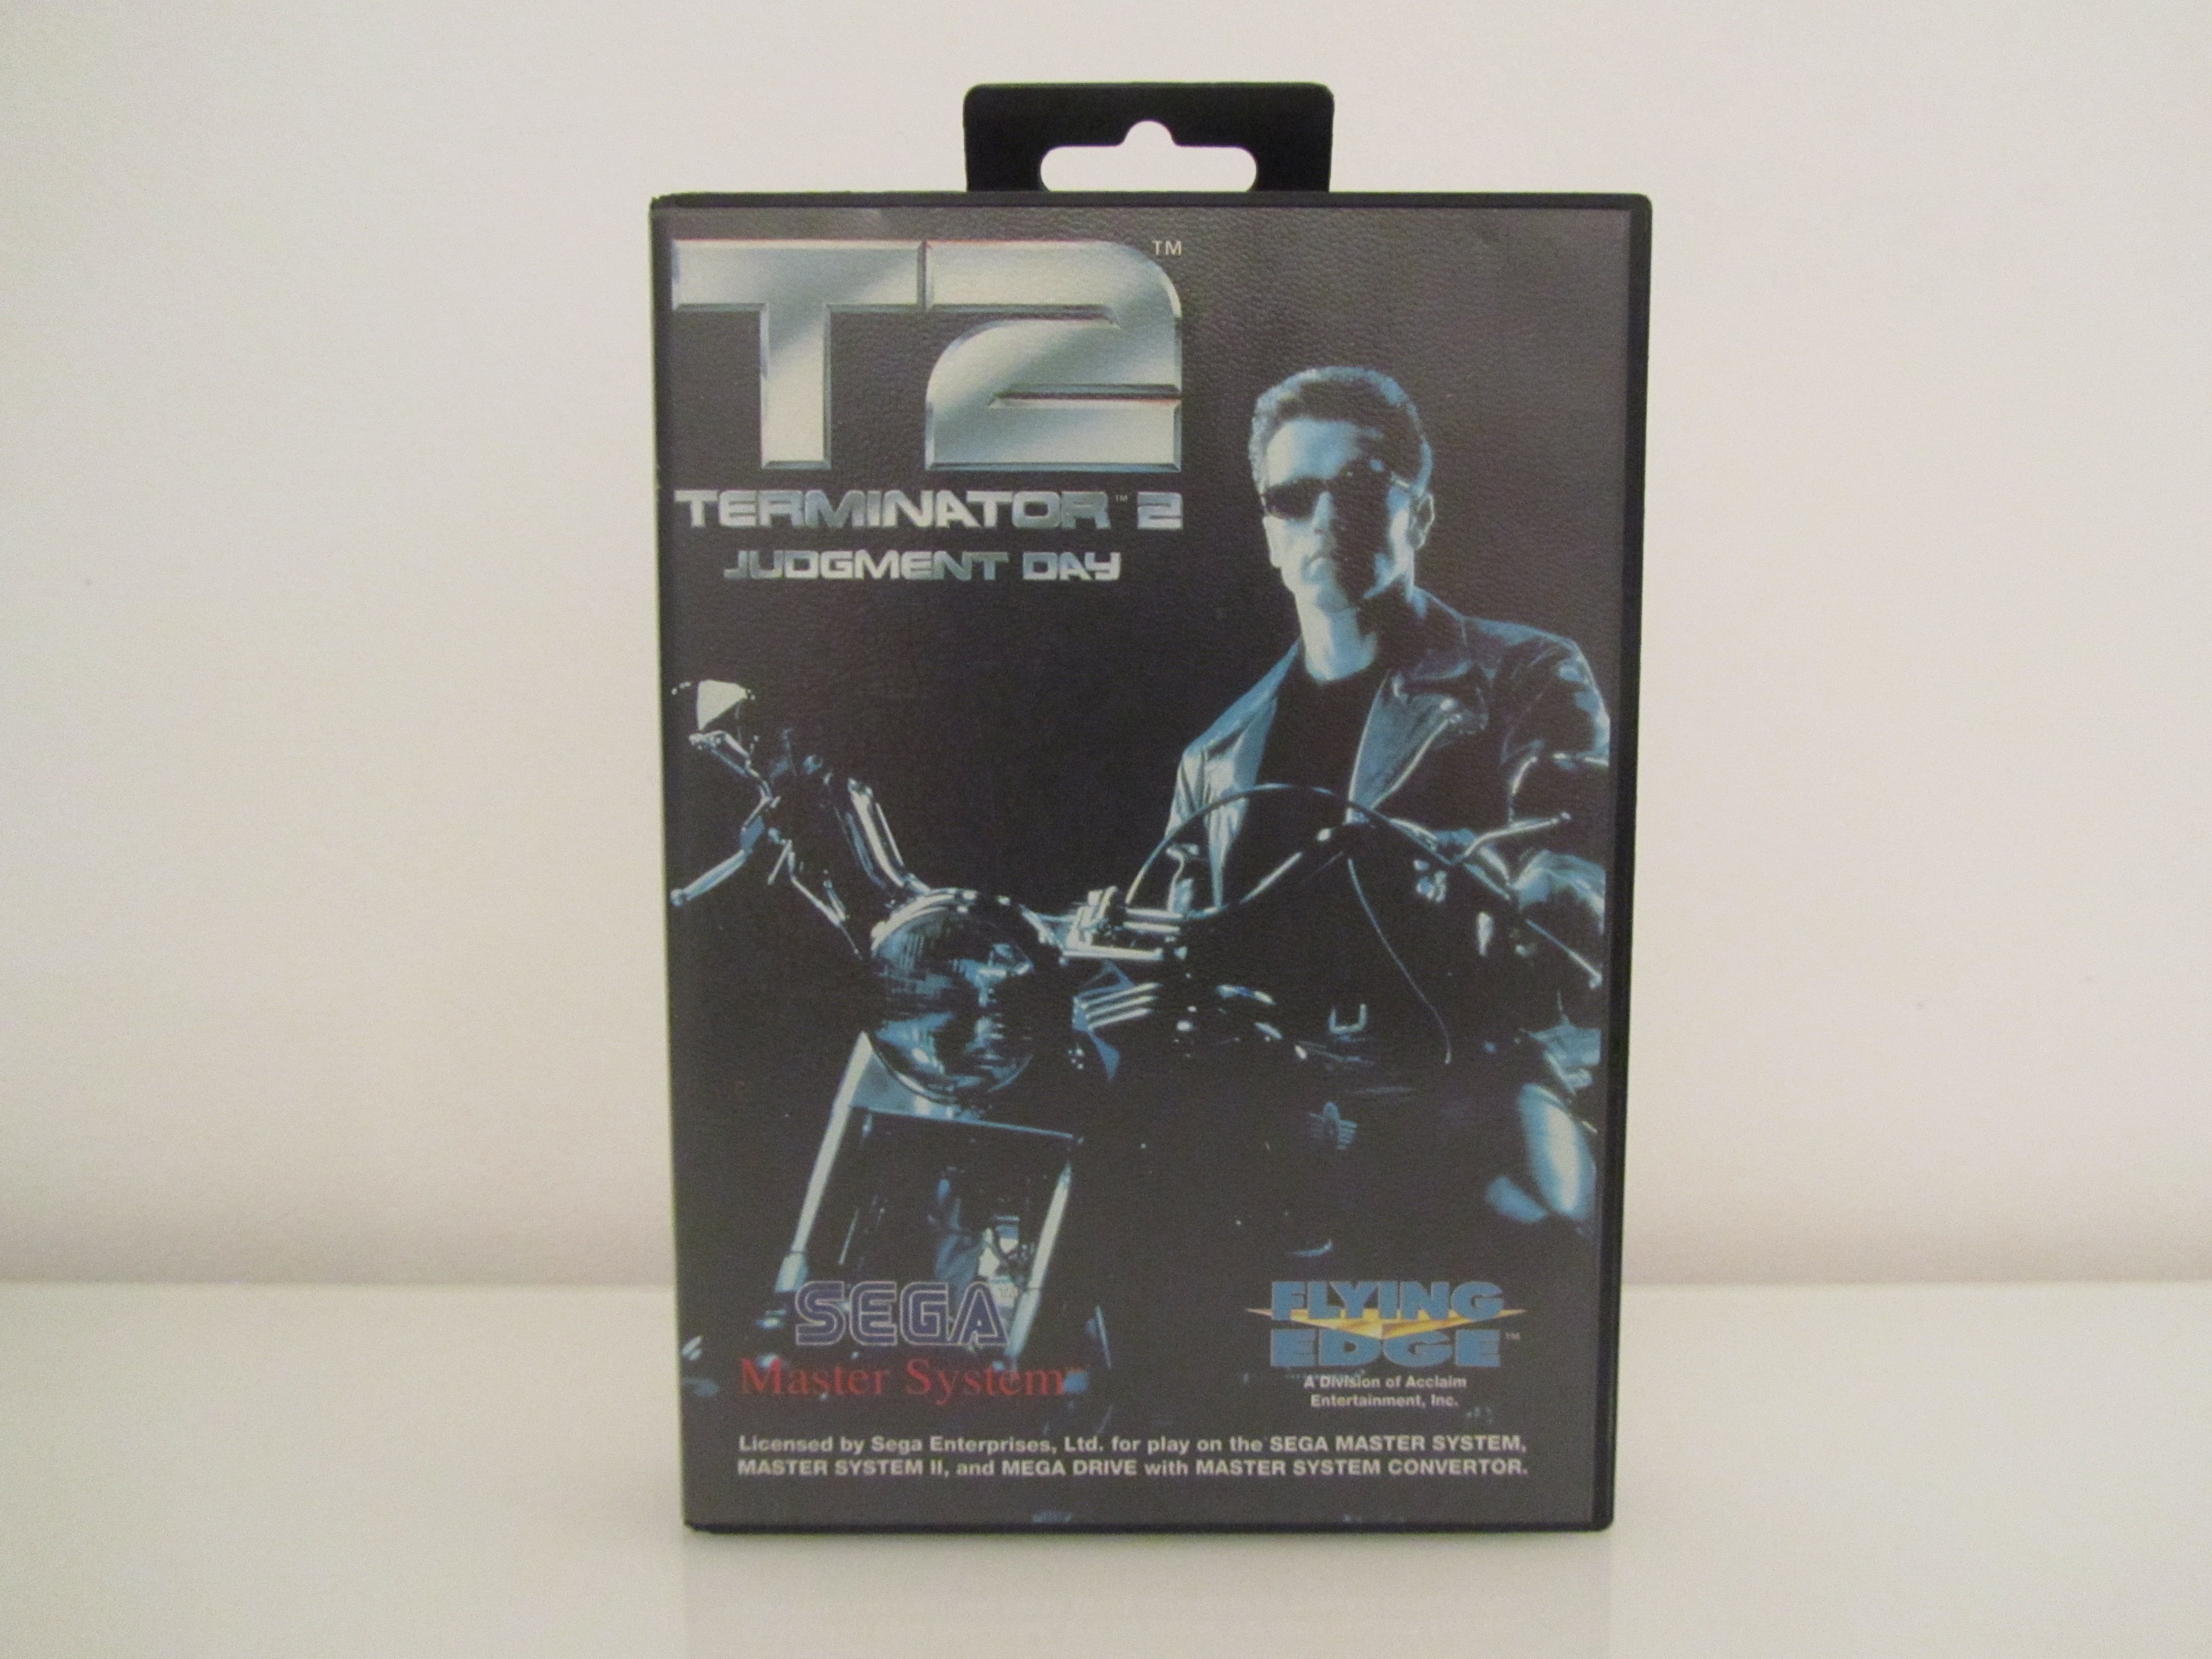 T2™
TERMINATOR™ 2
JUDGMENT DAY
SEGA™
Master System™
FLYING
EDGE™
A Division of Acclaim
Entertainment, Inc.
Licensed by Sega Enterprises, Ltd. for play on the SEGA MASTER SYSTEM,
MASTER SYSTEM II, and MEGA DRIVE with MASTER SYSTEM CONVERTOR.